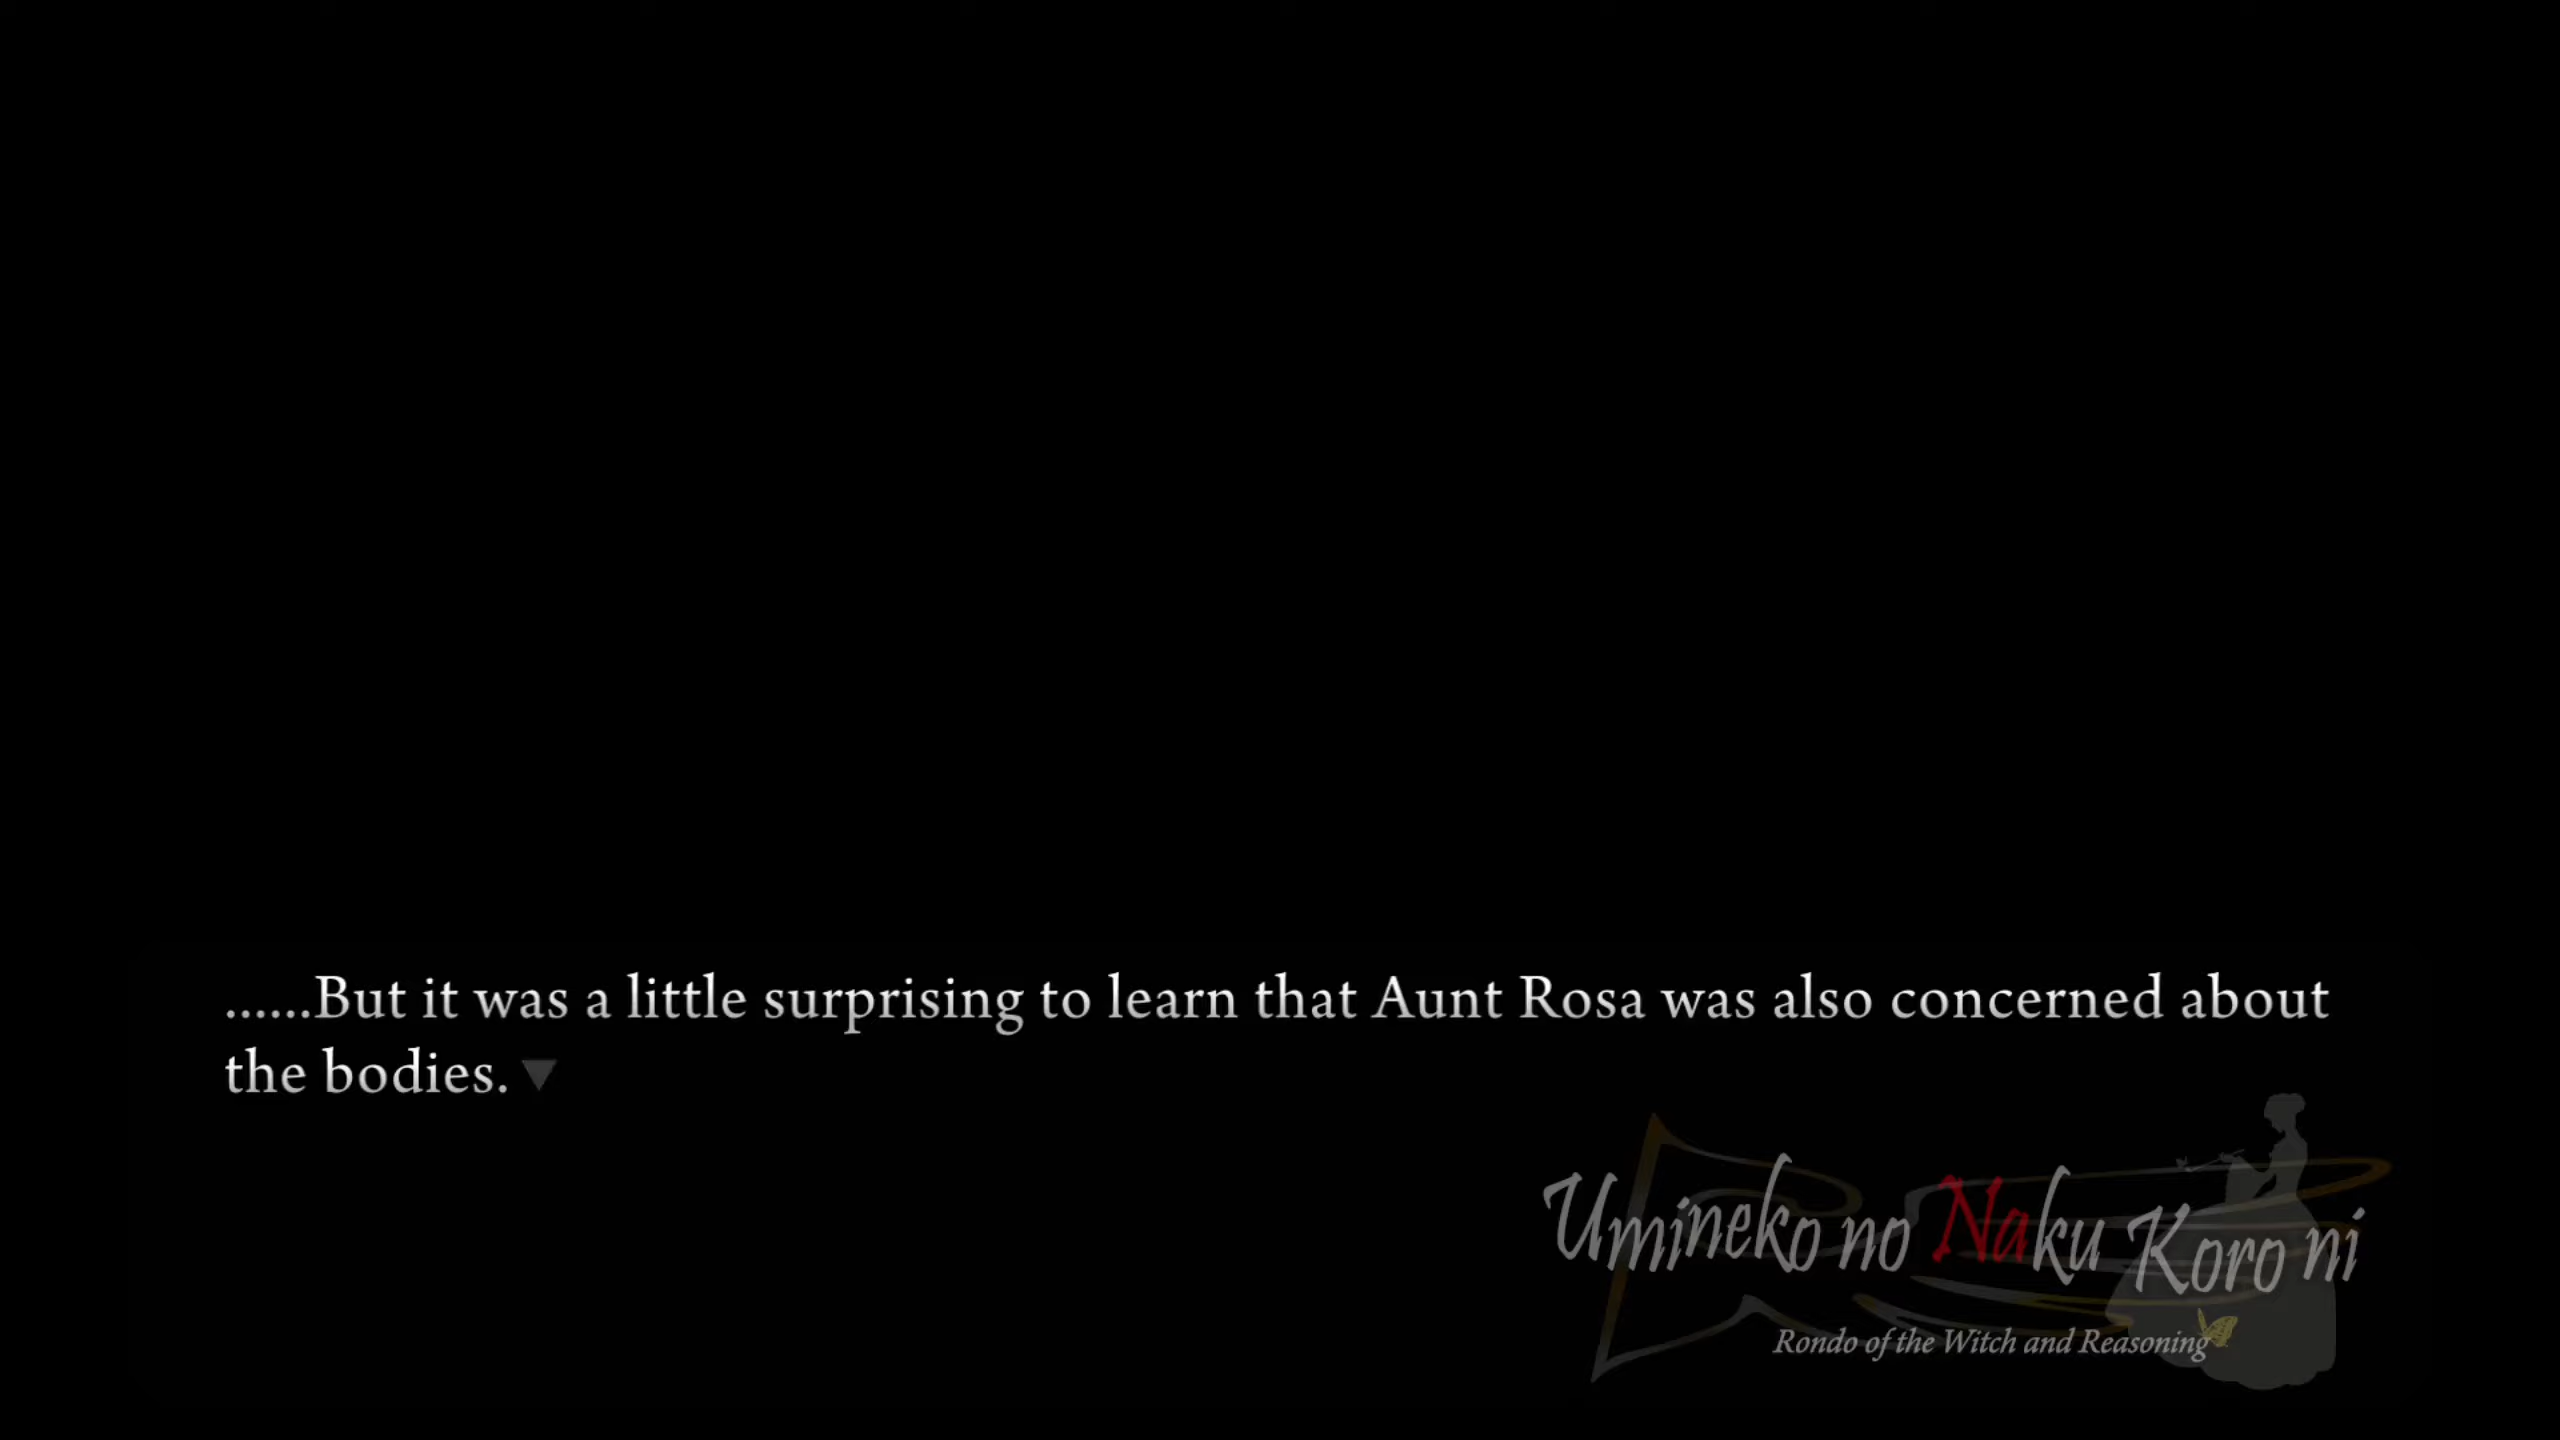 ......But it was a little surprising to learn that Aunt Rosa was also concerned about
the bodies.
Umineko no Naku Koro ni
Rondo of the Witch and Reasoning